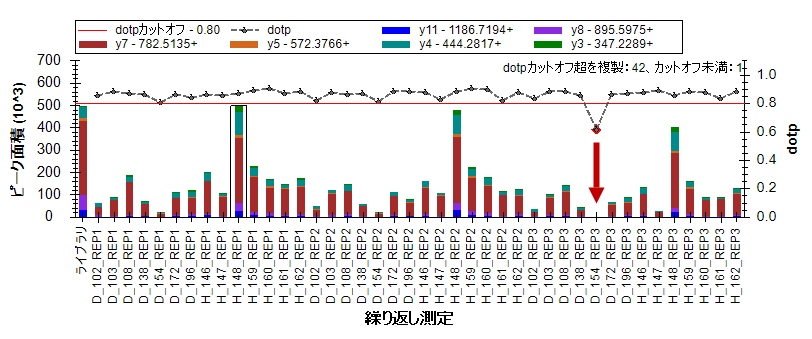 dotpカットオフ - 0.80
dotp
y11 - 1186.7194+
y8 - 895.5975+
y7 - 782.5135+
y5 - 572.3766+
y4 - 444.2817+
y3 - 347.2289+
dotpカットオフ超を複製: 42、カットオフ未満: 1
ピーク面積 (10^3)
700
600
500
400
300
200
100
0
1.0
0.8
0.6
0.4
0.2
0.0
dotp
ライブラリ
D_102_REP1
D_103_REP1
D_108_REP1
D_138_REP1
D_154_REP1
D_172_REP1
D_196_REP1
H_146_REP1
H_147_REP1
H_148_REP1
H_159_REP1
H_160_REP1
H_161_REP1
H_162_REP1
D_102_REP2
D_103_REP2
D_108_REP2
D_138_REP2
D_154_REP2
D_172_REP2
D_196_REP2
H_146_REP2
H_147_REP2
H_148_REP2
H_159_REP2
H_160_REP2
H_161_REP2
H_162_REP2
D_102_REP3
D_103_REP3
D_108_REP3
D_138_REP3
D_154_REP3
D_172_REP3
D_196_REP3
H_146_REP3
H_147_REP3
H_148_REP3
H_159_REP3
H_160_REP3
H_161_REP3
H_162_REP3
繰り返し測定